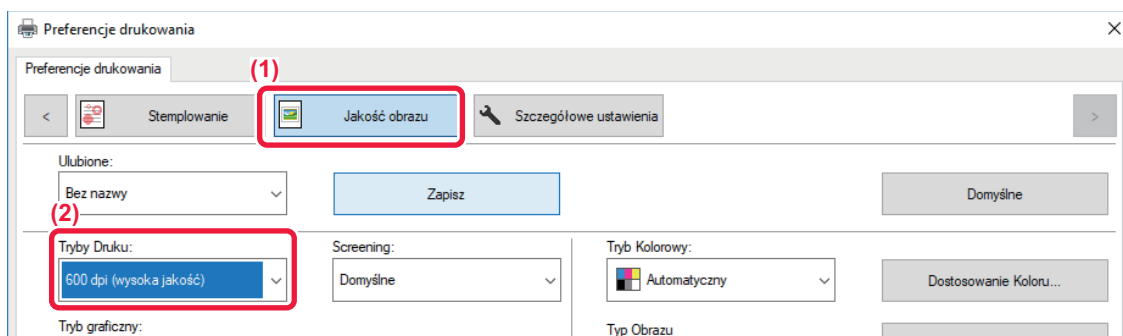 Preferencje drukowania
Preferencje drukowania
(1)
< Stemplowanie Jakość obrazu Szczegółowe ustawienia >
Ulubione:
Bez nazwy Zapisz Domyślne
(2)
Tryby Druku: Screening: Tryb Kolorowy:
600 dpi (wysoka jakość) Domyślne Automatyczny Dostosowanie Koloru...
Tryb graficzny: Typ Obrazu